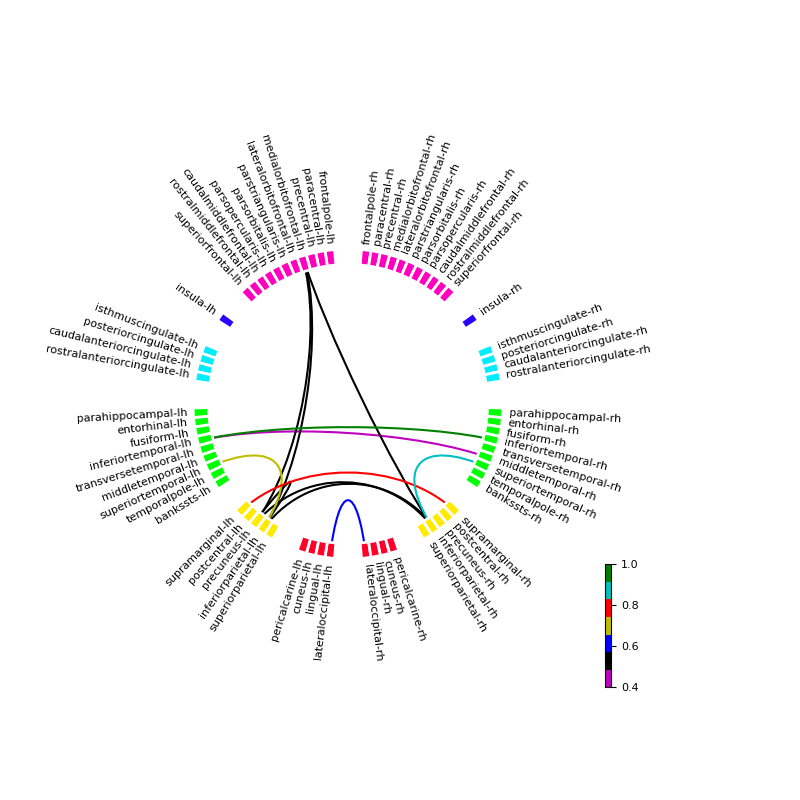 frontalpole-lh
paracentral-lh
precentral-lh
medialorbitofrontal-lh
lateralorbitofrontal-lh
parstriangularis-lh
parsorbitalis-lh
parsopercularis-lh
caudalmiddlefrontal-lh
rostralmiddlefrontal-lh
superiorfrontal-lh
insula-lh
isthmuscingulate-lh
posteriorcingulate-lh
caudalanteriorcingulate-lh
rostralanteriorcingulate-lh
parahippocampal-lh
entorhinal-lh
fusiform-lh
inferiortemporal-lh
transversetemporal-lh
middletemporal-lh
superiortemporal-lh
temporalpole-lh
bankssts-lh
supramarginal-lh
postcentral-lh
precuneus-lh
inferiorparietal-lh
superiorparietal-lh
pericalcarine-lh
cuneus-lh
lingual-lh
lateraloccipital-lh
lateraloccipital-rh
lingual-rh
cuneus-rh
pericalcarine-rh
superiorparietal-rh
inferiorparietal-rh
precuneus-rh
postcentral-rh
supramarginal-rh
bankssts-rh
temporalpole-rh
superiortemporal-rh
middletemporal-rh
transversetemporal-rh
inferiortemporal-rh
fusiform-rh
entorhinal-rh
parahippocampal-rh
rostralanteriorcingulate-rh
caudalanteriorcingulate-rh
posteriorcingulate-rh
isthmuscingulate-rh
insula-rh
superiorfrontal-rh
rostralmiddlefrontal-rh
caudalmiddlefrontal-rh
parsopercularis-rh
parsorbitalis-rh
parstriangularis-rh
lateralorbitofrontal-rh
medialorbitofrontal-rh
precentral-rh
paracentral-rh
frontalpole-rh
1.0
0.8
0.6
0.4